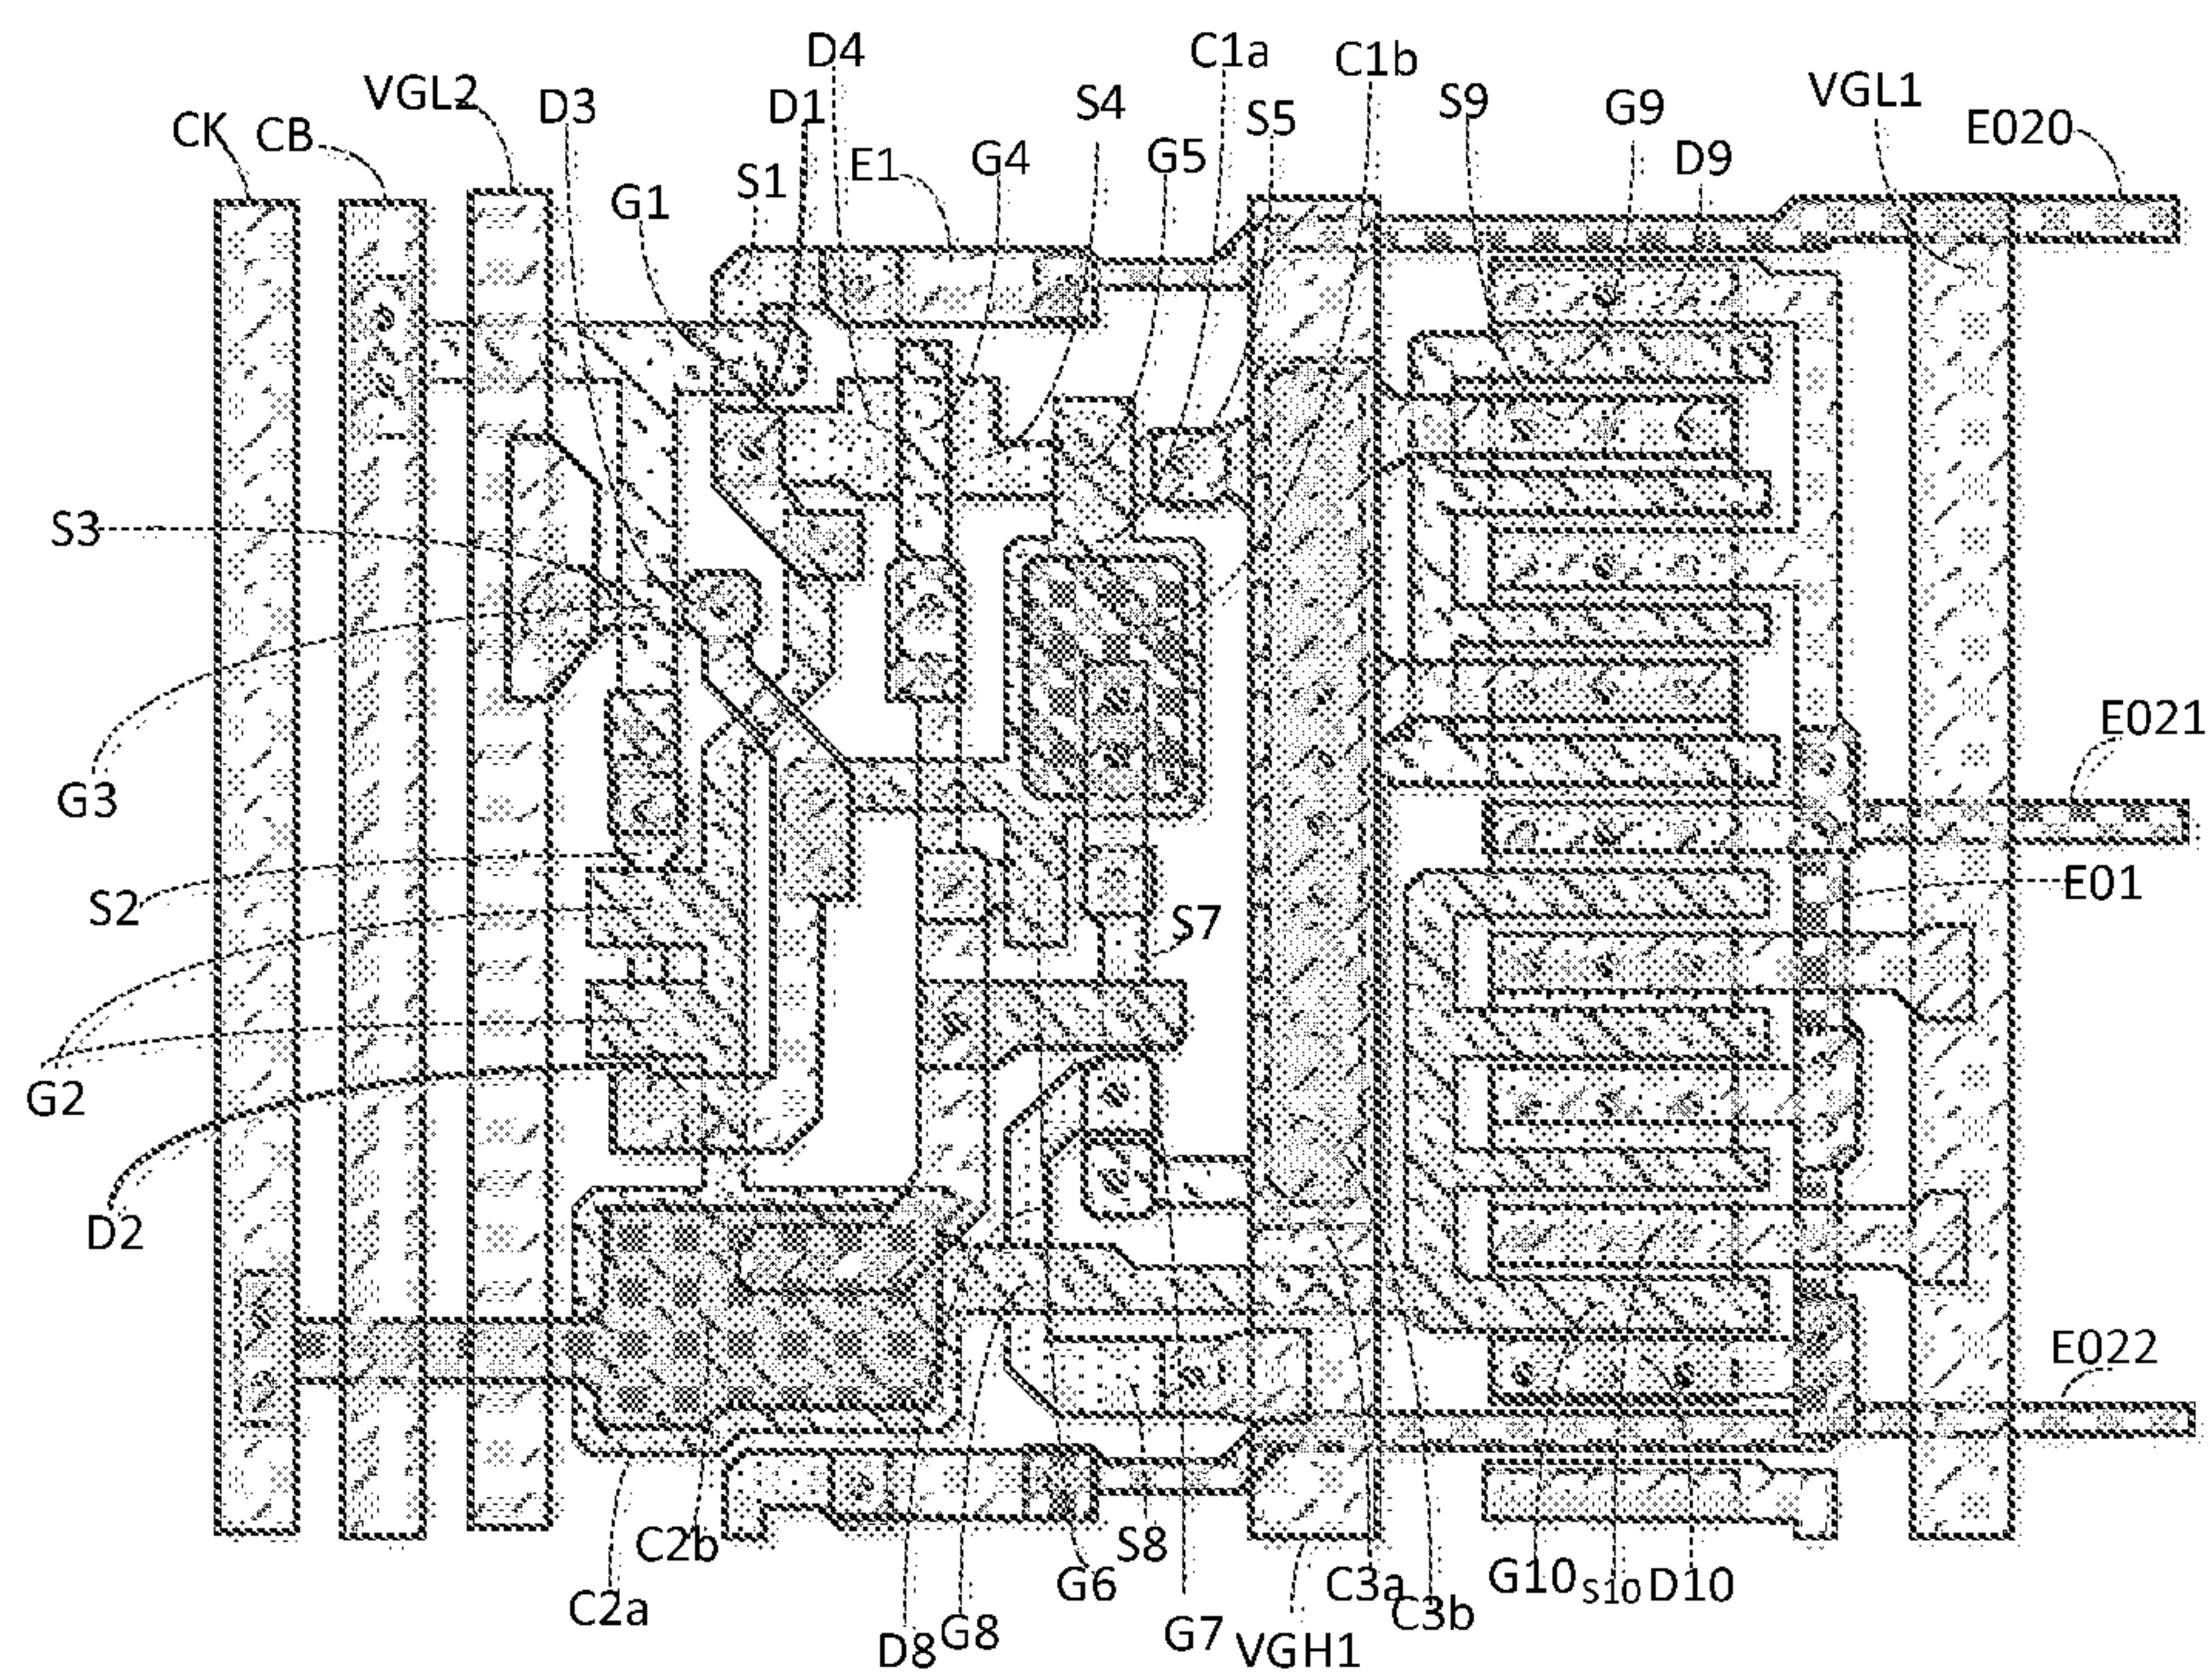 D4
C1a
C1b
VGL2
D3
D1
S4
S5
S9
G9
VGL1
E020
CK
CB
G1
S1
E1
G4
G5
D9
S3
G3
E021
S2
E01
S7
G2
D2
E022
C2b
C2a
D8
G8
G6
S8
G7
VGH1
C3a
C3b
G10
S10
D10